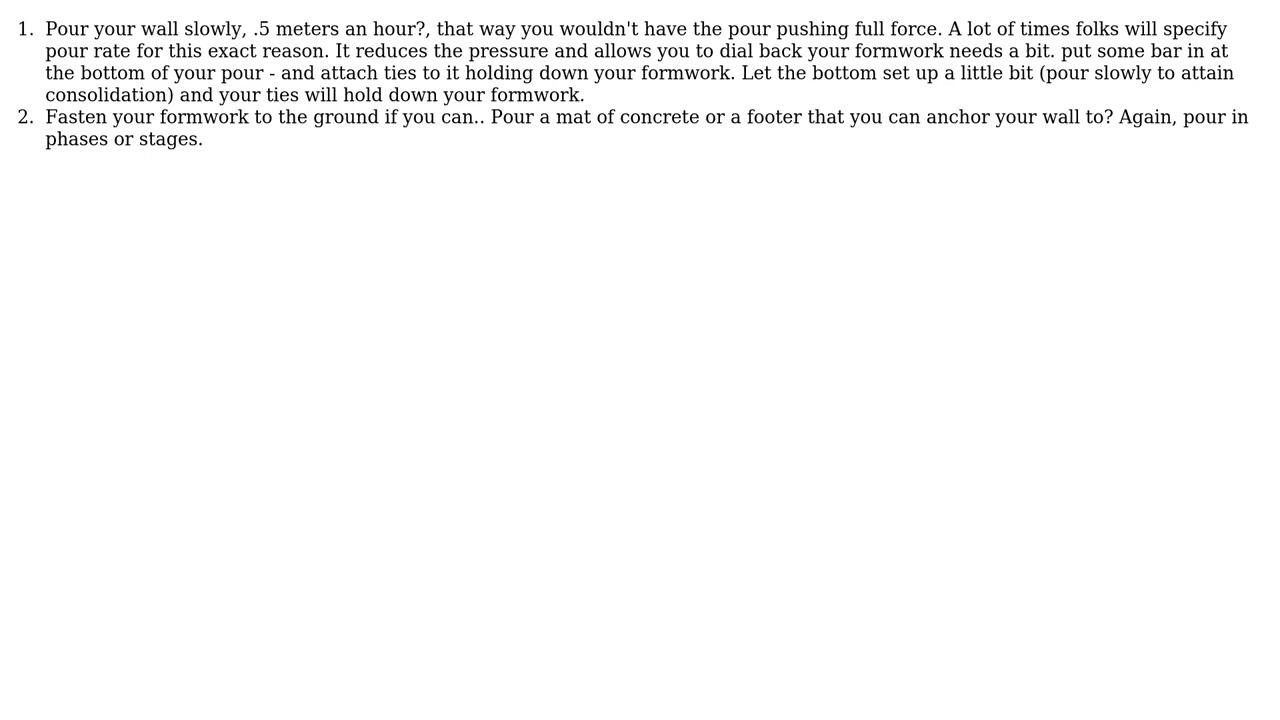 1. Pour your wall slowly, .5 meters an hour?, that way you wouldn't have the pour pushing full force. A lot of times folks will specify
pour rate for this exact reason. It reduces the pressure and allows you to dial back your formwork needs a bit. put some bar in at
the bottom of your pour - and attach ties to it holding down your formwork. Let the bottom set up a little bit (pour slowly to attain
consolidation) and your ties will hold down your formwork.
2. Fasten your formwork to the ground if you can.. Pour a mat of concrete or a footer that you can anchor your wall to? Again, pour in
phases or stages.